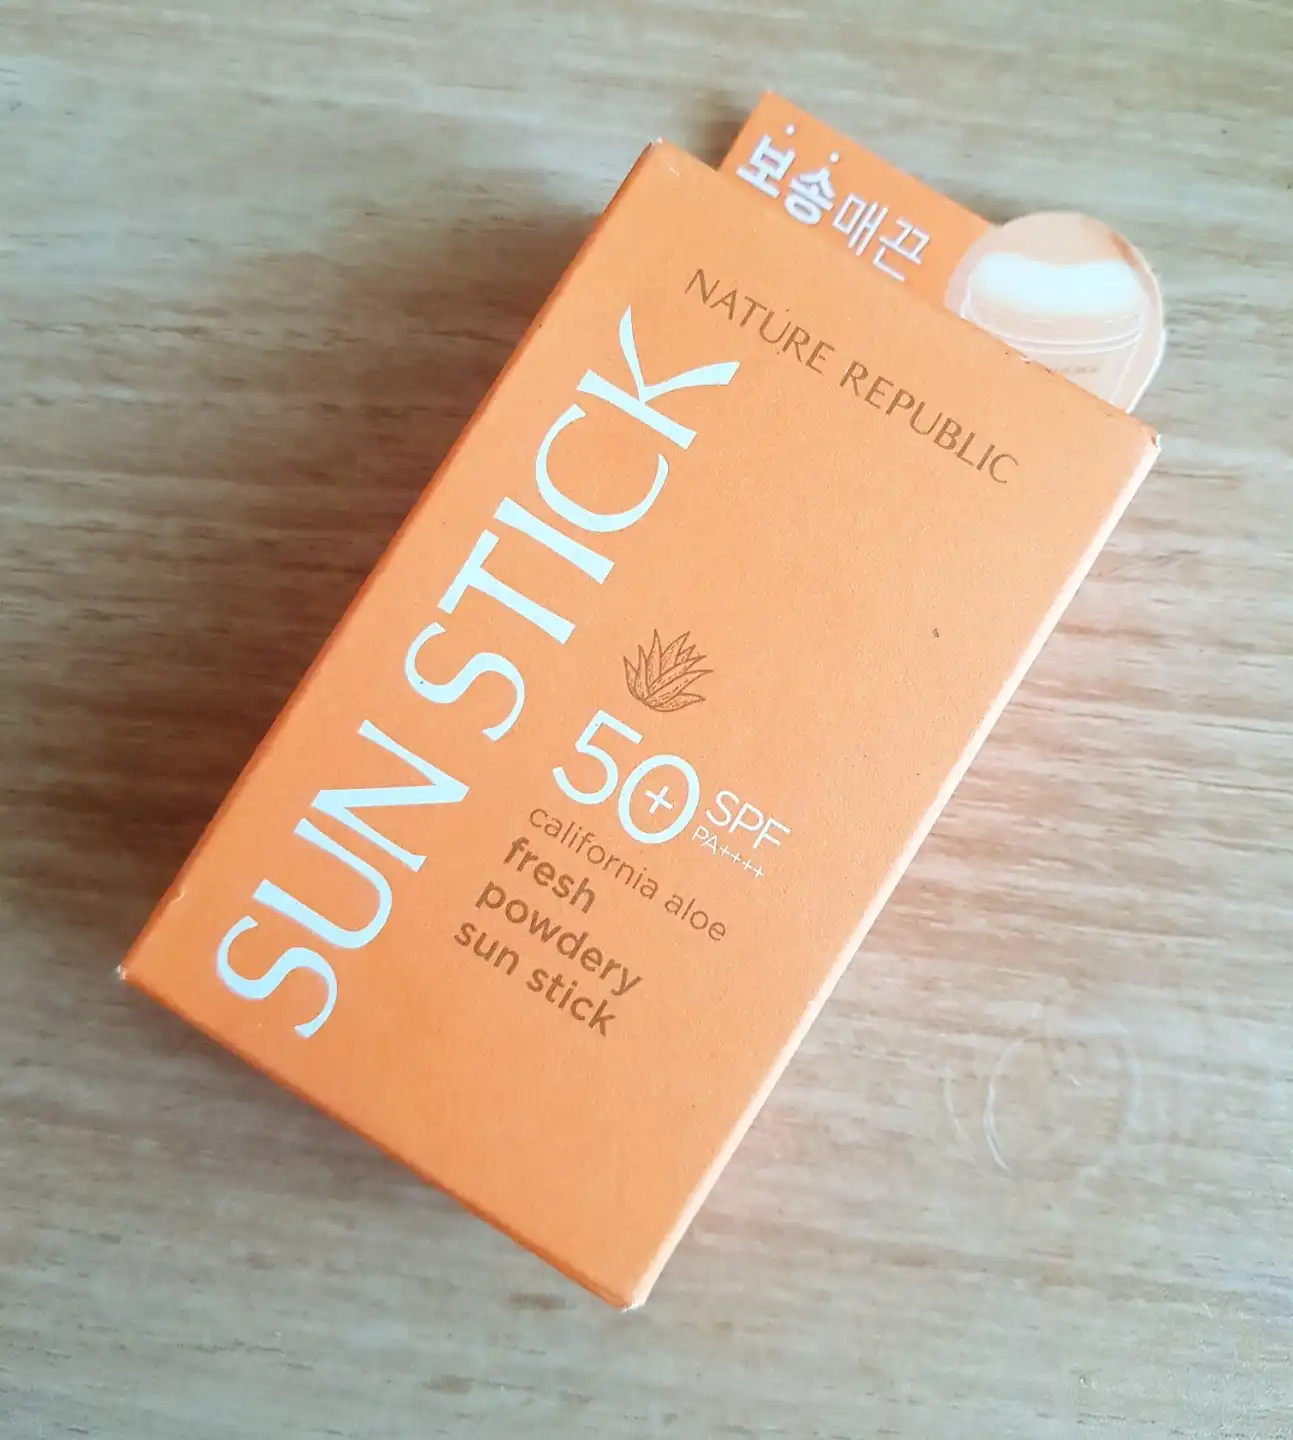 보송매끈
NATURE REPUBLIC
SUN STICK
50+ SPF
PA++++
california aloe
fresh
powdery
sun stick